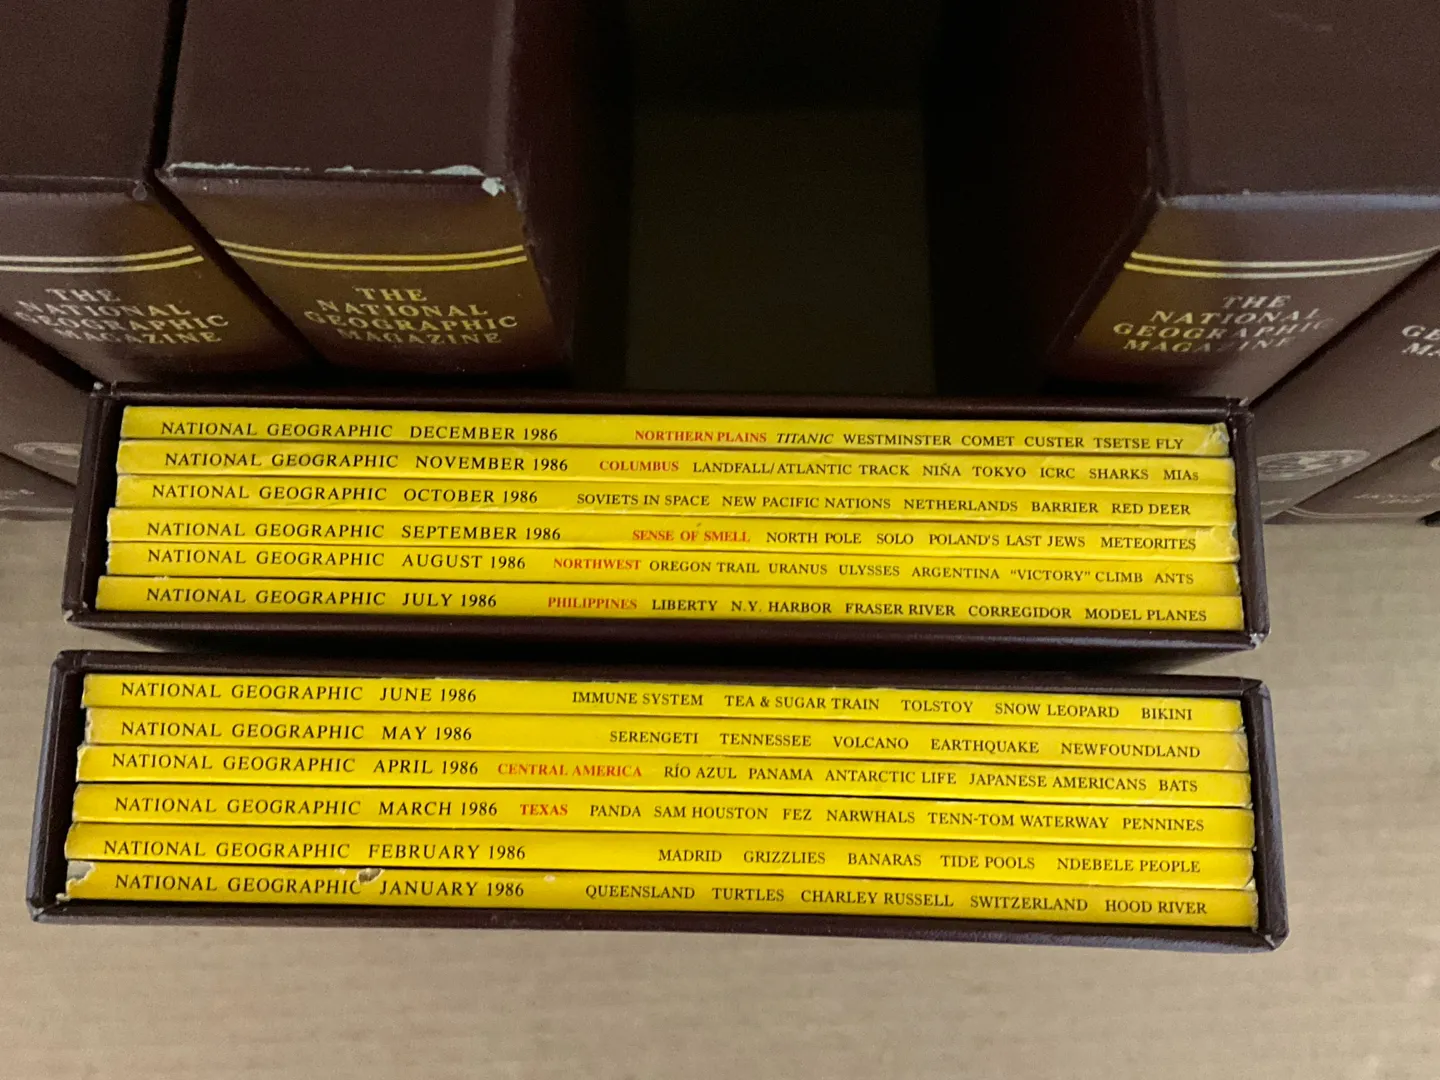 THE
NATIONAL
GEOGRAPHIC
MAGAZINE
THE
NATIONAL
GEOGRAPHIC
MAGAZINE
THE
NATIONAL
GEOGRAPHIC
MAGAZINE
NATIONAL GEOGRAPHIC DECEMBER 1986 NORTHERN PLAINS TITANIC WESTMINSTER COMET CUSTER TSETSE FLY
NATIONAL GEOGRAPHIC NOVEMBER 1986 COLUMBUS LANDFALL/ATLANTIC TRACK NIÑA TOKYO ICRC SHARKS MIAs
NATIONAL GEOGRAPHIC OCTOBER 1986 SOVIETS IN SPACE NEW PACIFIC NATIONS NETHERLANDS BARRIER RED DEER
NATIONAL GEOGRAPHIC SEPTEMBER 1986 SENSE OF SMELL NORTH POLE SOLO POLAND'S LAST JEWS METEORITES
NATIONAL GEOGRAPHIC AUGUST 1986 NORTHWEST OREGON TRAIL URANUS ULYSSES ARGENTINA "VICTORY" CLIMB ANTS
NATIONAL GEOGRAPHIC JULY 1986 PHILIPPINES LIBERTY N.Y. HARBOR FRASER RIVER CORREGIDOR MODEL PLANES
NATIONAL GEOGRAPHIC JUNE 1986 IMMUNE SYSTEM TEA & SUGAR TRAIN TOLSTOY SNOW LEOPARD BIKINI
NATIONAL GEOGRAPHIC MAY 1986 SERENGETI TENNESSEE VOLCANO EARTHQUAKE NEWFOUNDLAND
NATIONAL GEOGRAPHIC APRIL 1986 CENTRAL AMERICA RÍO AZUL PANAMA ANTARCTIC LIFE JAPANESE AMERICANS BATS
NATIONAL GEOGRAPHIC MARCH 1986 TEXAS PANDA SAM HOUSTON FEZ NARWHALS TENN-TOM WATERWAY PENNINES
NATIONAL GEOGRAPHIC FEBRUARY 1986 MADRID GRIZZLIES BANARAS TIDE POOLS NDEBELE PEOPLE
NATIONAL GEOGRAPHIC JANUARY 1986 QUEENSLAND TURTLES CHARLEY RUSSELL SWITZERLAND HOOD RIVER